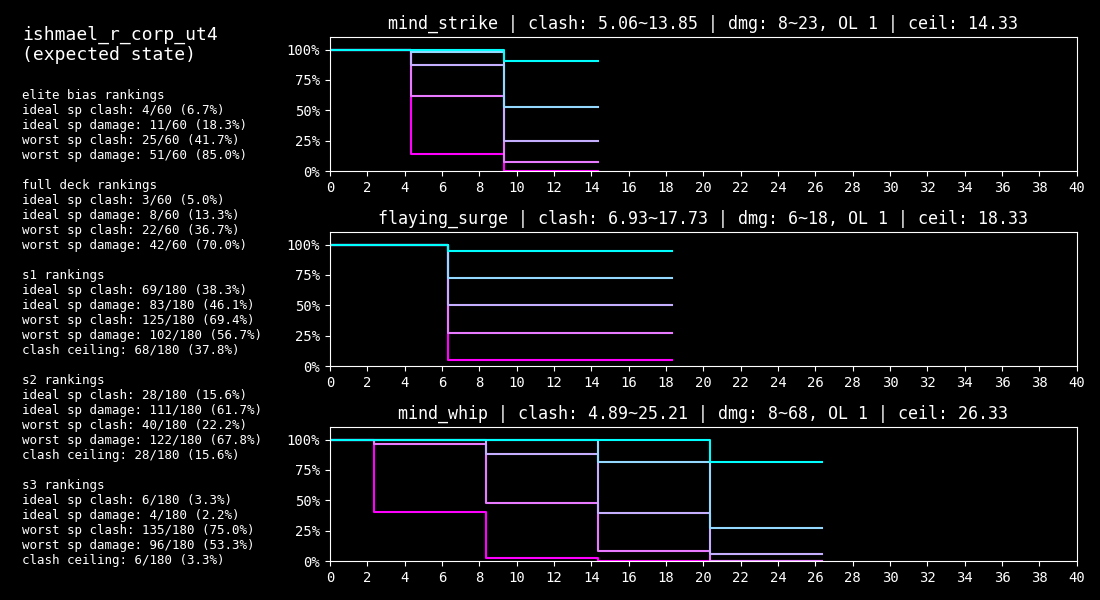 ishmael_r_corp_ut4
(expected state)
elite bias rankings
ideal sp clash: 4/60 (6.7%)
ideal sp damage: 11/60 (18.3%)
worst sp clash: 25/60 (41.7%)
worst sp damage: 51/60 (85.0%)
full deck rankings
ideal sp clash: 3/60 (5.0%)
ideal sp damage: 8/60 (13.3%)
worst sp clash: 22/60 (36.7%)
worst sp damage: 42/60 (70.0%)
s1 rankings
ideal sp clash: 69/180 (38.3%)
ideal sp damage: 83/180 (46.1%)
worst sp clash: 125/180 (69.4%)
worst sp damage: 102/180 (56.7%)
clash ceiling: 68/180 (37.8%)
s2 rankings
ideal sp clash: 28/180 (15.6%)
ideal sp damage: 111/180 (61.7%)
worst sp clash: 40/180 (22.2%)
worst sp damage: 122/180 (67.8%)
clash ceiling: 28/180 (15.6%)
s3 rankings
ideal sp clash: 6/180 (3.3%)
ideal sp damage: 4/180 (2.2%)
worst sp clash: 135/180 (75.0%)
worst sp damage: 96/180 (53.3%)
clash ceiling: 6/180 (3.3%)
mind_strike | clash: 5.06~13.85 | dmg: 8~23, OL 1 | ceil: 14.33
100%
75%
50%
25%
0%
0 2 4 6 8 10 12 14 16 18 20 22 24 26 28 30 32 34 36 38 40
flaying_surge | clash: 6.93~17.73 | dmg: 6~18, OL 1 | ceil: 18.33
100%
75%
50%
25%
0%
0 2 4 6 8 10 12 14 16 18 20 22 24 26 28 30 32 34 36 38 40
mind_whip | clash: 4.89~25.21 | dmg: 8~68, OL 1 | ceil: 26.33
100%
75%
50%
25%
0%
0 2 4 6 8 10 12 14 16 18 20 22 24 26 28 30 32 34 36 38 40